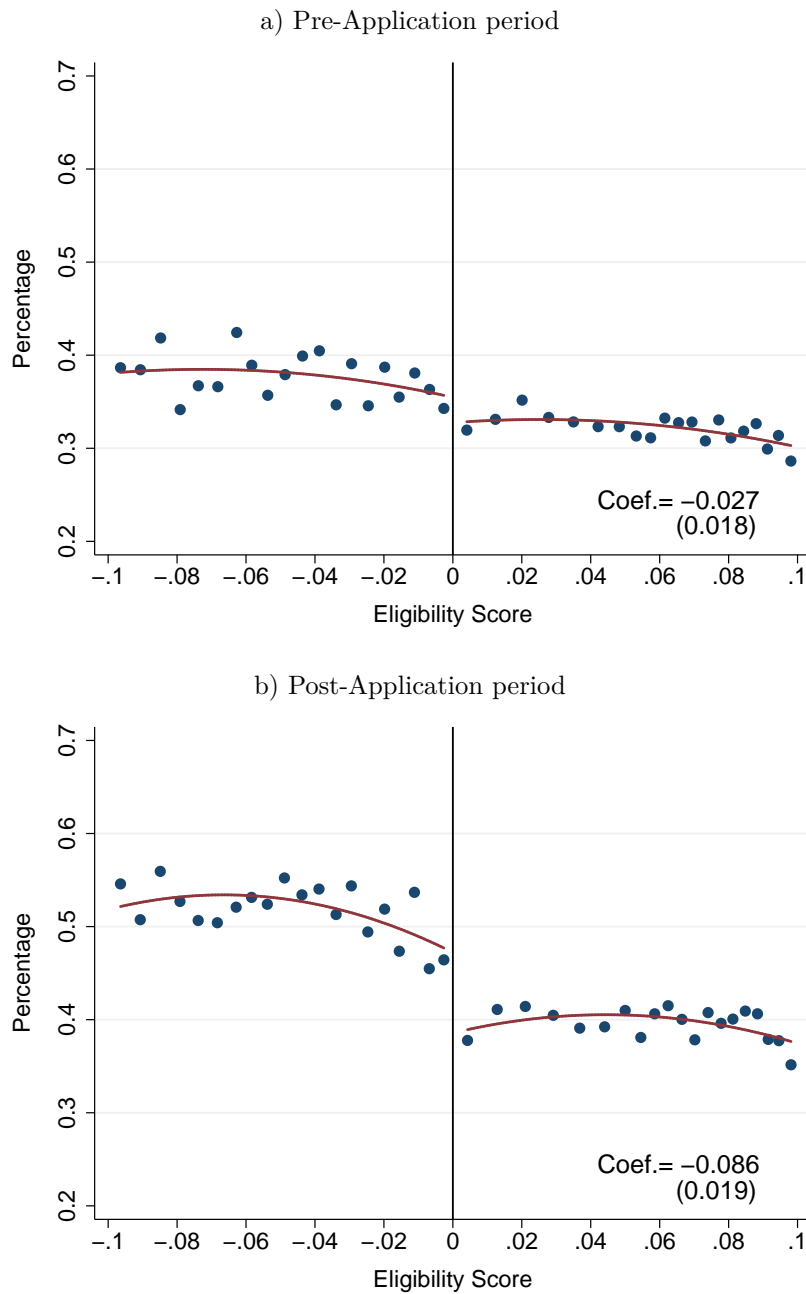 a) Pre-Application period
0.7
0.6
0.5
0.4
0.3
0.2
Percentage
Coef.= −0.027
(0.018)
−.1 −.08 −.06 −.04 −.02 0 .02 .04 .06 .08 .1
Eligibility Score
b) Post-Application period
0.7
0.6
0.5
0.4
0.3
0.2
Percentage
Coef.= −0.086
(0.019)
−.1 −.08 −.06 −.04 −.02 0 .02 .04 .06 .08 .1
Eligibility Score